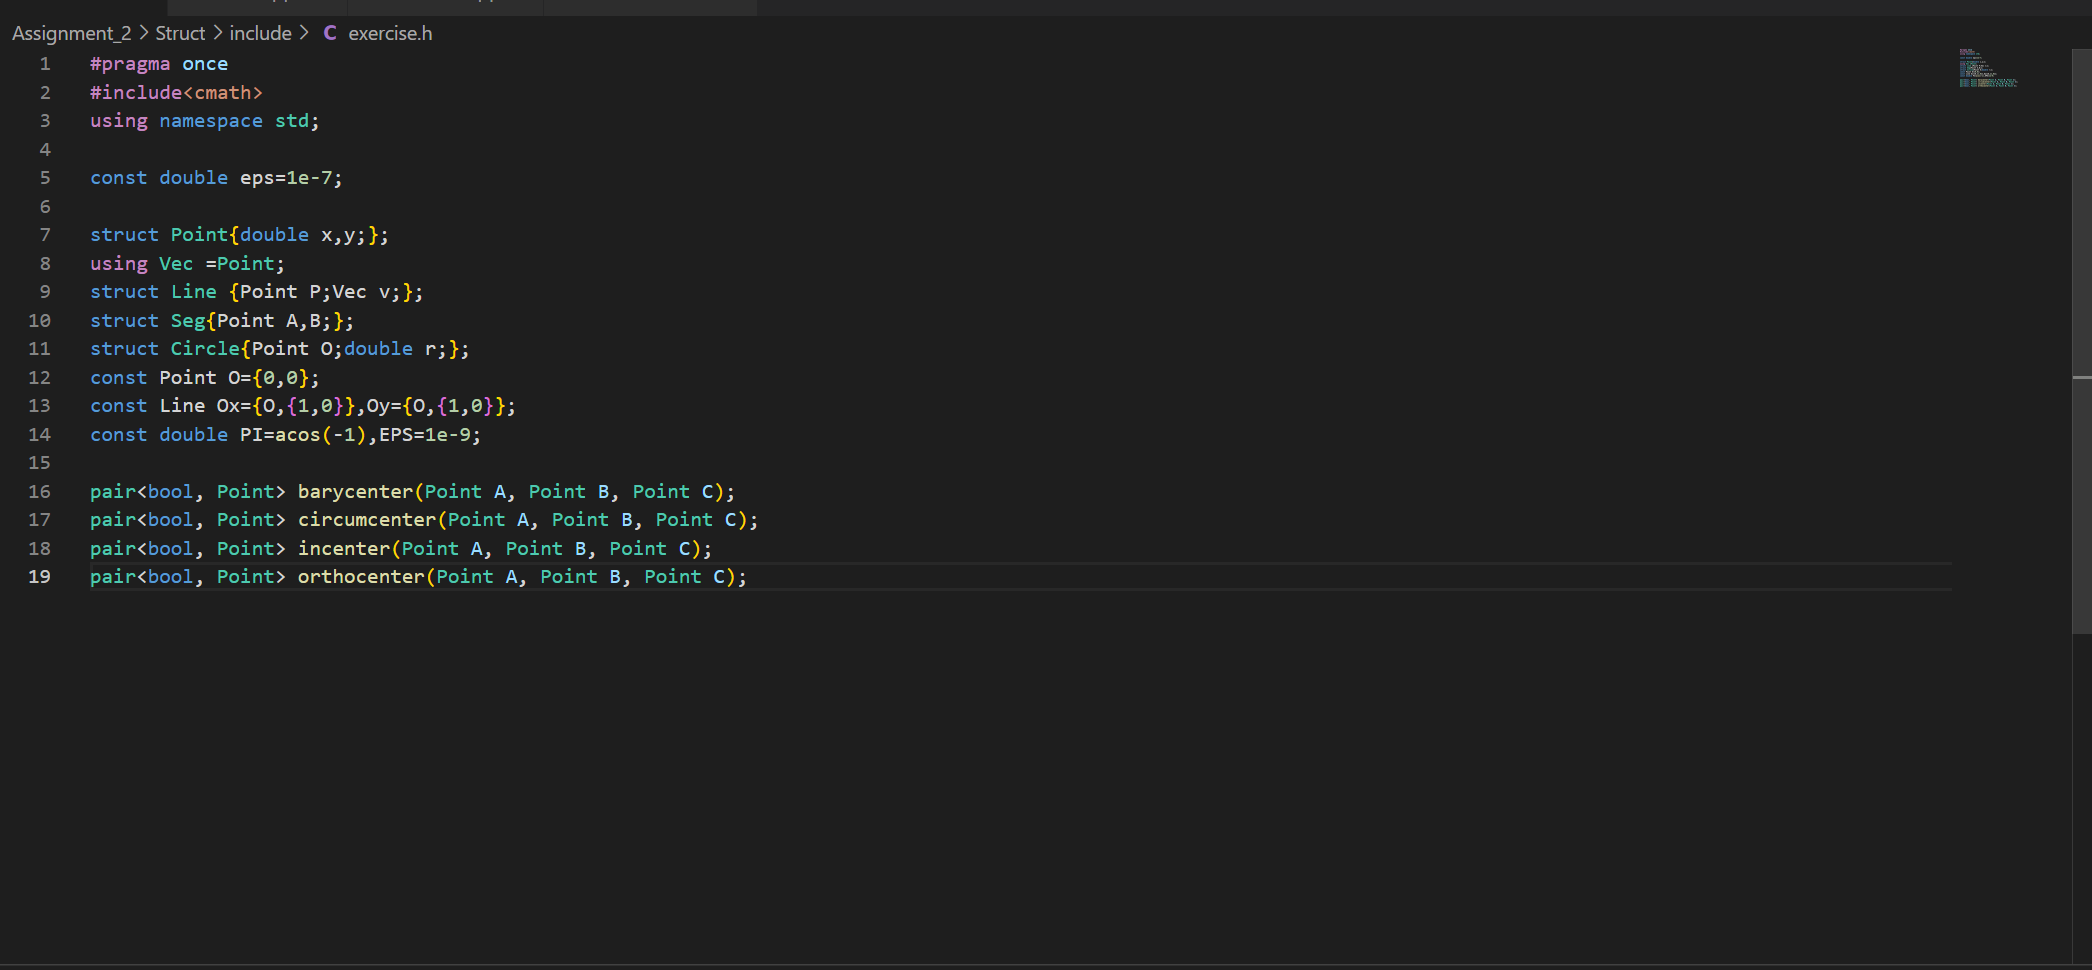 Assignment_2 > Struct > include > C exercise.h
1 #pragma once
2 #include<cmath>
3 using namespace std;
4
5 const double eps=1e-7;
6
7 struct Point{double x,y;};
8 using Vec =Point;
9 struct Line {Point P;Vec v;};
10 struct Seg{Point A,B;};
11 struct Circle{Point O;double r;};
12 const Point O={0,0};
13 const Line Ox={O,{1,0}},Oy={O,{1,0}};
14 const double PI=acos(-1),EPS=1e-9;
15
16 pair<bool, Point> barycenter(Point A, Point B, Point C);
17 pair<bool, Point> circumcenter(Point A, Point B, Point C);
18 pair<bool, Point> incenter(Point A, Point B, Point C);
19 pair<bool, Point> orthocenter(Point A, Point B, Point C);